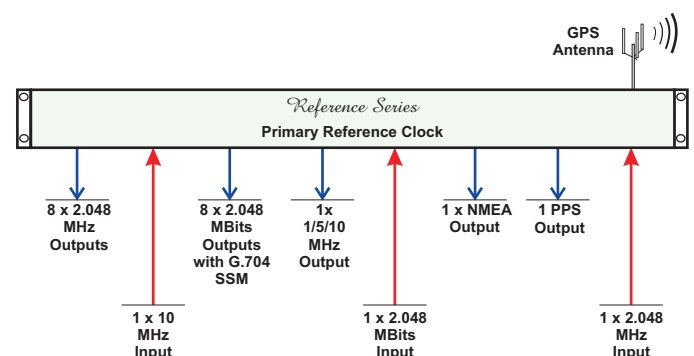 GPS
Antenna
Reference Series
Primary Reference Clock
8 x 2.048
MHz
Outputs
8 x 2.048
MBits
Outputs
with G.704
SSM
1x
1/5/10
MHz
Output
1 x NMEA
Output
1 PPS
Output
1 x 10
MHz
Input
1 x 2.048
MBits
Input
1 x 2.048
MHz
Input